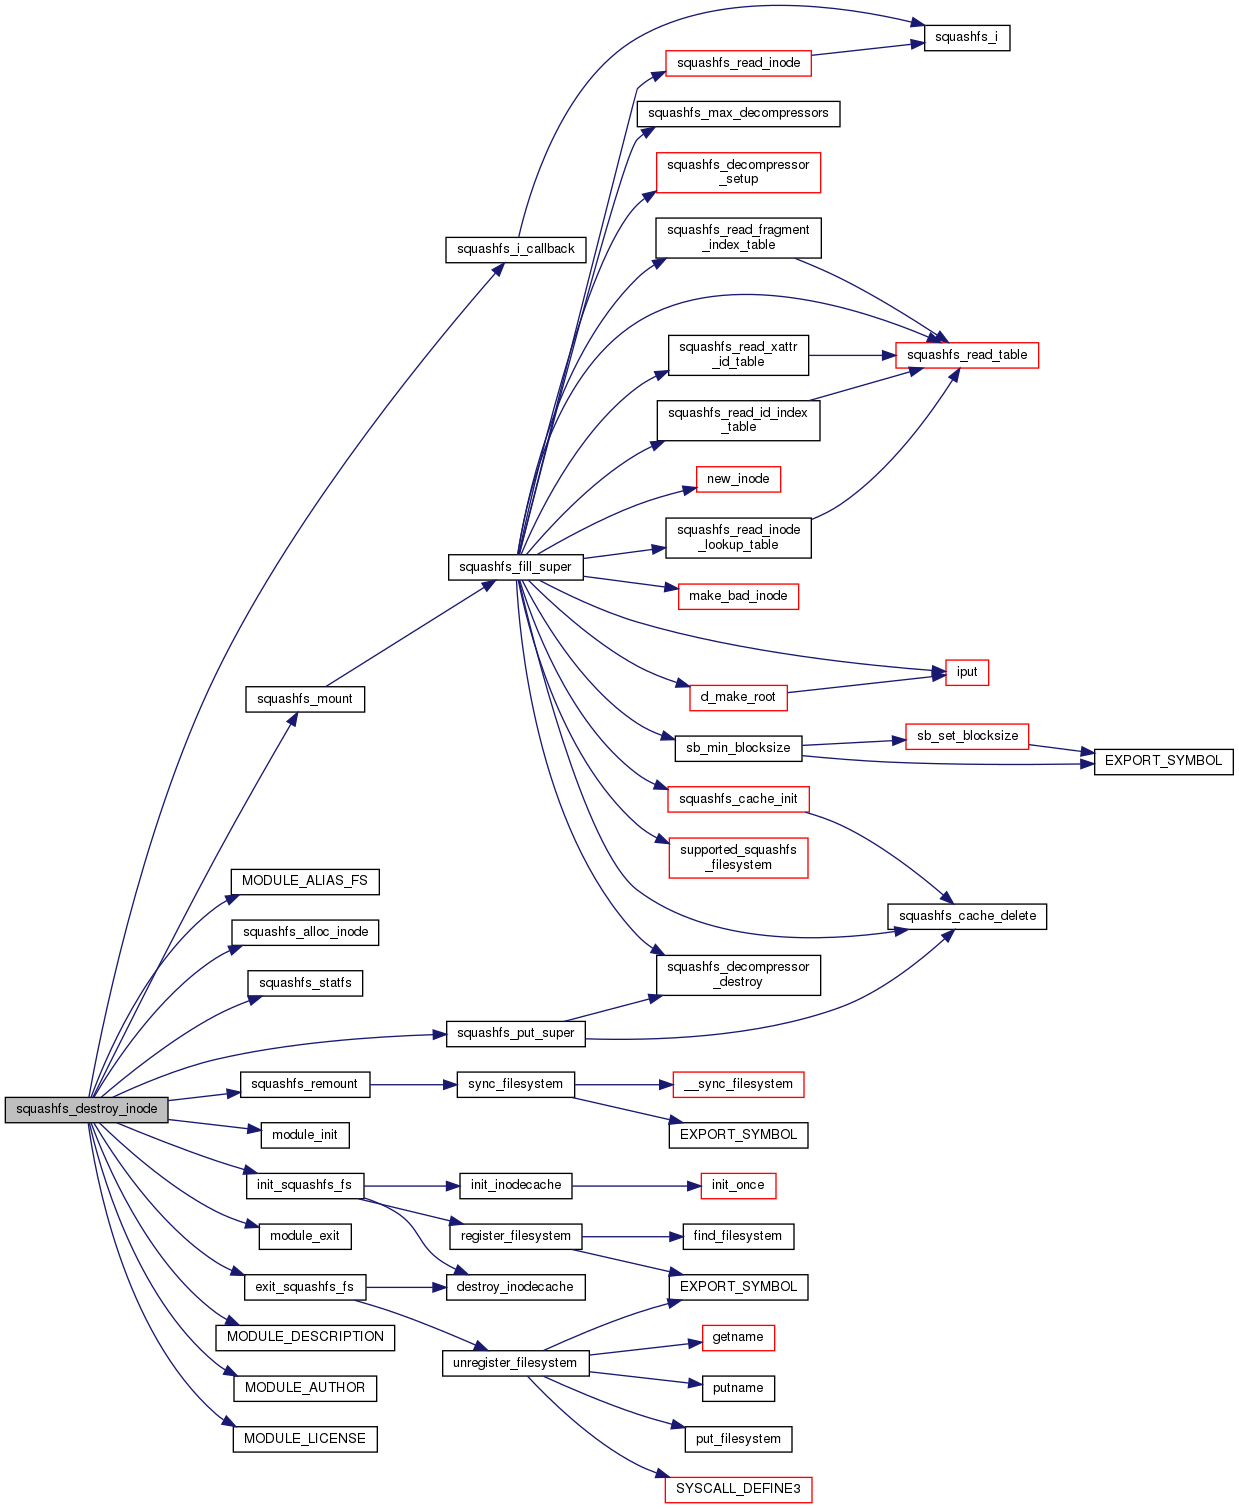 squashfs_i
squashfs_read_inode
squashfs_max_decompressors
squashfs_decompressor
_setup
squashfs_read_fragment
_index_table
squashfs_i_callback
squashfs_read_xattr
_id_table
squashfs_read_table
squashfs_read_id_index
_table
new_inode
squashfs_read_inode
_lookup_table
squashfs_fill_super
make_bad_inode
iput
squashfs_mount
d_make_root
sb_min_blocksize
sb_set_blocksize
EXPORT_SYMBOL
squashfs_cache_init
supported_squashfs
_filesystem
MODULE_ALIAS_FS
squashfs_alloc_inode
squashfs_cache_delete
squashfs_statfs
squashfs_decompressor
_destroy
squashfs_put_super
squashfs_remount
sync_filesystem
__sync_filesystem
squashfs_destroy_inode
module_init
EXPORT_SYMBOL
init_squashfs_fs
init_inodecache
init_once
module_exit
register_filesystem
find_filesystem
exit_squashfs_fs
destroy_inodecache
EXPORT_SYMBOL
MODULE_DESCRIPTION
getname
unregister_filesystem
MODULE_AUTHOR
putname
MODULE_LICENSE
put_filesystem
SYSCALL_DEFINE3